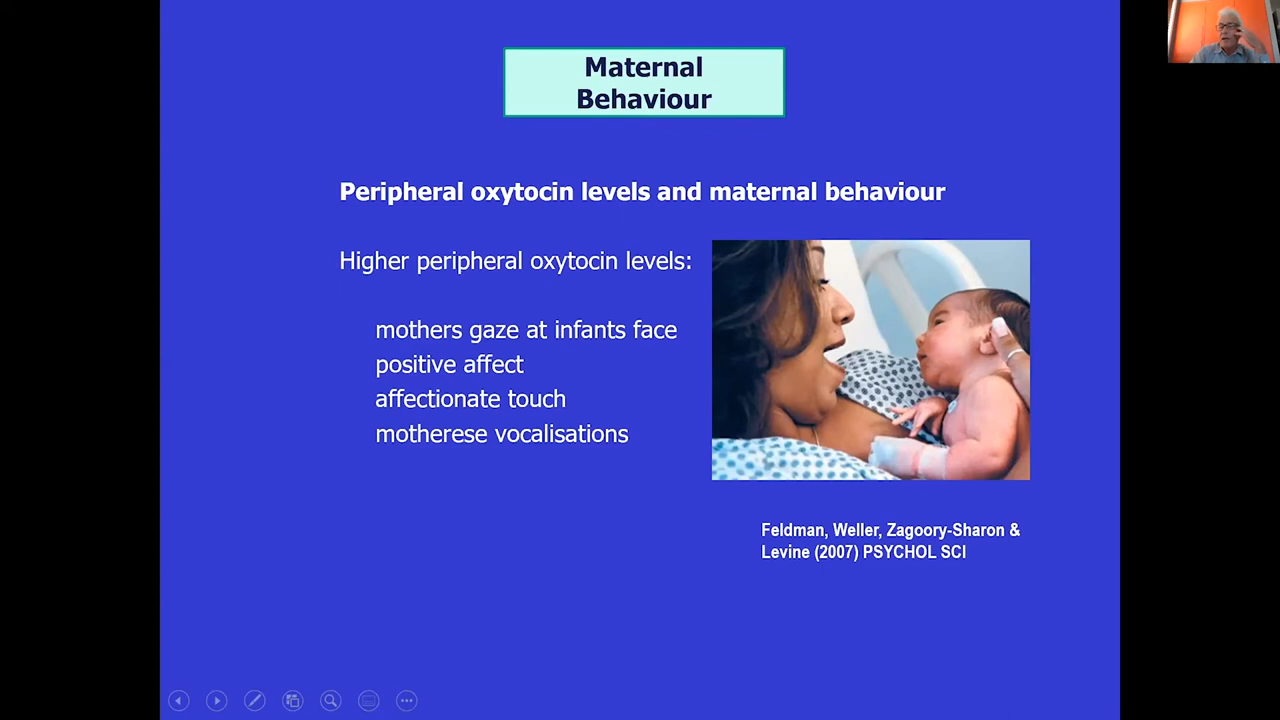 Maternal
Behaviour
Peripheral oxytocin levels and maternal behaviour
Higher peripheral oxytocin levels:
mothers gaze at infants face
positive affect
affectionate touch
motherese vocalisations
Feldman, Weller, Zagoory-Sharon &
Levine (2007) PSYCHOL SCI